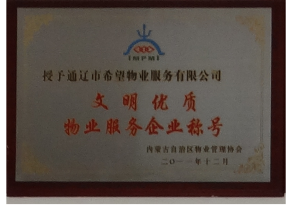 授予通辽市希望物业服务有限公司
文明优质
物业服务企业称号
内蒙古自治区物业管理协会
二〇一一年十二月